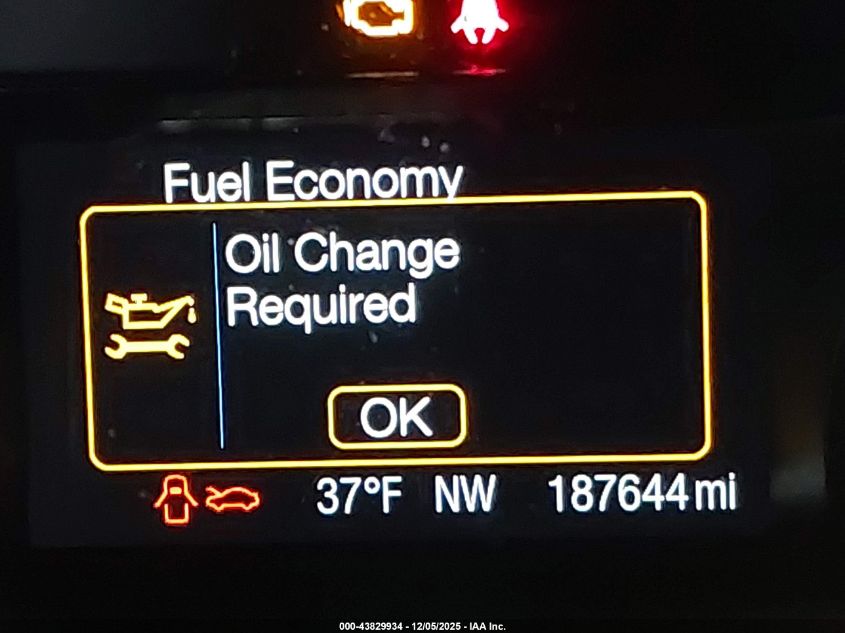 Fuel Economy
Oil Change
Required
OK
37°F NW 187644mi
000-43829934 - 12/05/2025 - IAA Inc.